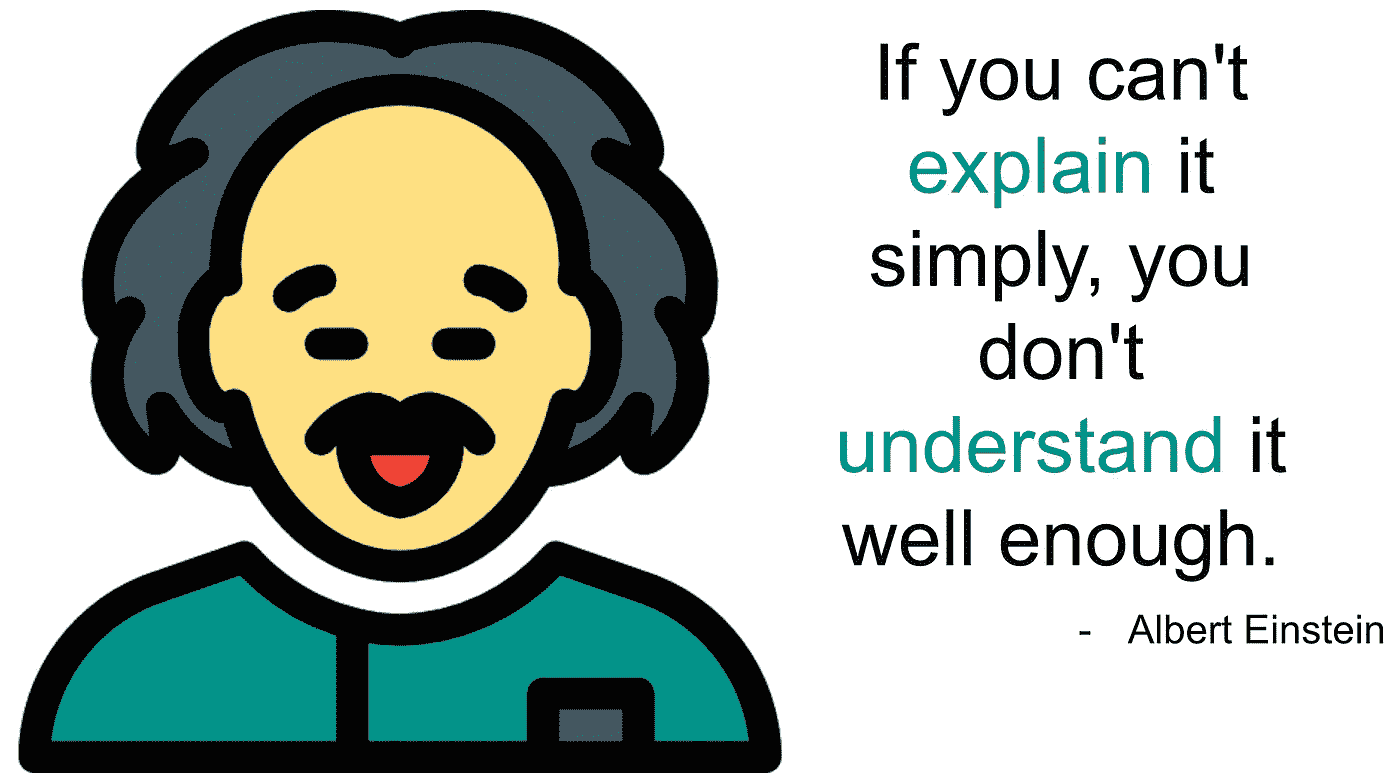 If you can't
explain it
simply, you
don't
understand it
well enough.
- Albert Einstein